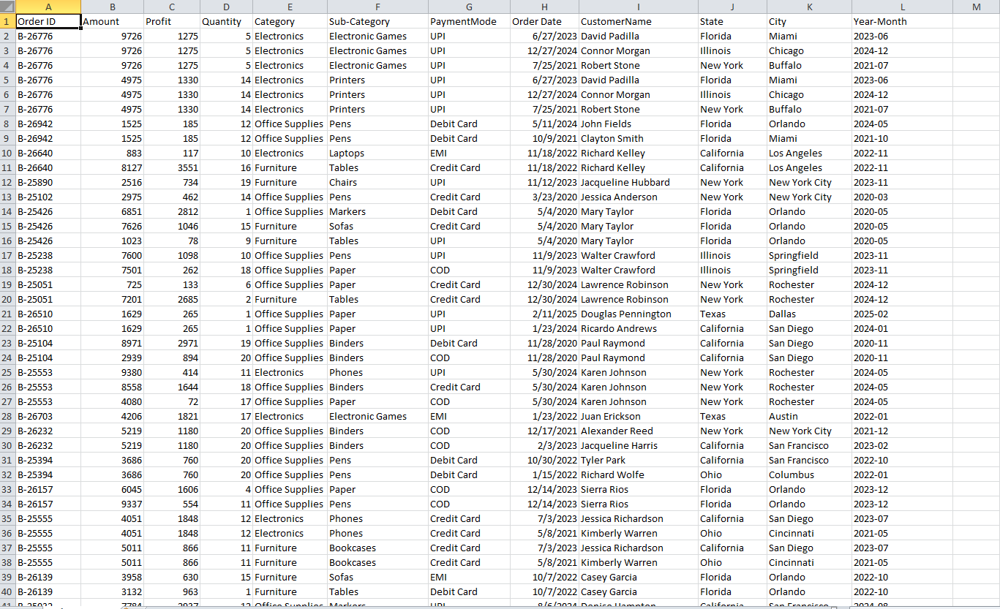 A B C D E F G H I J K L M
1 Order ID Amount Profit Quantity Category Sub-Category PaymentMode Order Date CustomerName State City Year-Month
2 B-26776 9726 1275 5 Electronics Electronic Games UPI 6/27/2023 David Padilla Florida Miami 2023-06
3 B-26776 9726 1275 5 Electronics Electronic Games UPI 12/27/2024 Connor Morgan Illinois Chicago 2024-12
4 B-26776 9726 1275 5 Electronics Electronic Games UPI 7/25/2021 Robert Stone New York Buffalo 2021-07
5 B-26776 4975 1330 14 Electronics Printers UPI 6/27/2023 David Padilla Florida Miami 2023-06
6 B-26776 4975 1330 14 Electronics Printers UPI 12/27/2024 Connor Morgan Illinois Chicago 2024-12
7 B-26776 4975 1330 14 Electronics Printers UPI 7/25/2021 Robert Stone New York Buffalo 2021-07
8 B-26942 1525 185 12 Office Supplies Pens Debit Card 5/11/2024 John Fields Florida Orlando 2024-05
9 B-26942 1525 185 12 Office Supplies Pens Debit Card 10/9/2021 Clayton Smith Florida Miami 2021-10
10 B-26640 883 117 10 Electronics Laptops EMI 11/18/2022 Richard Kelley California Los Angeles 2022-11
11 B-26640 8127 3551 16 Furniture Tables Credit Card 11/18/2022 Richard Kelley California Los Angeles 2022-11
12 B-25890 2516 734 19 Furniture Chairs UPI 11/12/2023 Jacqueline Hubbard New York New York City 2023-11
13 B-25102 2975 462 14 Office Supplies Pens Credit Card 3/23/2020 Jessica Anderson New York New York City 2020-03
14 B-25426 6851 2812 1 Office Supplies Markers Debit Card 5/4/2020 Mary Taylor Florida Orlando 2020-05
15 B-25426 7626 1046 15 Furniture Sofas Credit Card 5/4/2020 Mary Taylor Florida Orlando 2020-05
16 B-25426 1023 78 9 Furniture Tables UPI 5/4/2020 Mary Taylor Florida Orlando 2020-05
17 B-25238 7600 1098 10 Office Supplies Pens UPI 11/9/2023 Walter Crawford Illinois Springfield 2023-11
18 B-25238 7501 262 18 Office Supplies Paper COD 11/9/2023 Walter Crawford Illinois Springfield 2023-11
19 B-25051 725 133 6 Office Supplies Paper Credit Card 12/30/2024 Lawrence Robinson New York Rochester 2024-12
20 B-25051 7201 2685 2 Furniture Tables Credit Card 12/30/2024 Lawrence Robinson New York Rochester 2024-12
21 B-26510 1629 265 1 Office Supplies Paper UPI 2/11/2025 Douglas Pennington Texas Dallas 2025-02
22 B-26510 1629 265 1 Office Supplies Paper UPI 1/23/2024 Ricardo Andrews California San Diego 2024-01
23 B-25104 8971 2971 19 Office Supplies Binders Debit Card 11/28/2020 Paul Raymond California San Diego 2020-11
24 B-25104 2939 894 20 Office Supplies Binders COD 11/28/2020 Paul Raymond California San Diego 2020-11
25 B-25553 9380 414 11 Electronics Phones UPI 5/30/2024 Karen Johnson New York Rochester 2024-05
26 B-25553 8558 1644 18 Office Supplies Binders Credit Card 5/30/2024 Karen Johnson New York Rochester 2024-05
27 B-25553 4080 72 17 Office Supplies Paper COD 5/30/2024 Karen Johnson New York Rochester 2024-05
28 B-26703 4206 1821 17 Electronics Electronic Games EMI 1/23/2022 Juan Erickson Texas Austin 2022-01
29 B-26232 5219 1180 20 Office Supplies Binders COD 12/17/2021 Alexander Reed New York New York City 2021-12
30 B-26232 5219 1180 20 Office Supplies Binders COD 2/3/2023 Jacqueline Harris California San Francisco 2023-02
31 B-25394 3686 760 20 Office Supplies Pens Debit Card 10/30/2022 Tyler Park California San Francisco 2022-10
32 B-25394 3686 760 20 Office Supplies Pens Debit Card 1/15/2022 Richard Wolfe Ohio Columbus 2022-01
33 B-26157 6045 1606 4 Office Supplies Paper COD 12/14/2023 Sierra Rios Florida Orlando 2023-12
34 B-26157 9337 554 11 Office Supplies Pens COD 12/14/2023 Sierra Rios Florida Orlando 2023-12
35 B-25555 4051 1848 12 Electronics Phones Credit Card 7/3/2023 Jessica Richardson California San Diego 2023-07
36 B-25555 4051 1848 12 Electronics Phones Credit Card 5/8/2021 Kimberly Warren Ohio Cincinnati 2021-05
37 B-25555 5011 866 11 Furniture Bookcases Credit Card 7/3/2023 Jessica Richardson California San Diego 2023-07
38 B-25555 5011 866 11 Furniture Bookcases Credit Card 5/8/2021 Kimberly Warren Ohio Cincinnati 2021-05
39 B-26139 3958 630 15 Furniture Sofas EMI 10/7/2022 Casey Garcia Florida Orlando 2022-10
40 B-26139 3132 963 1 Furniture Tables Debit Card 10/7/2022 Casey Garcia Florida Orlando 2022-10